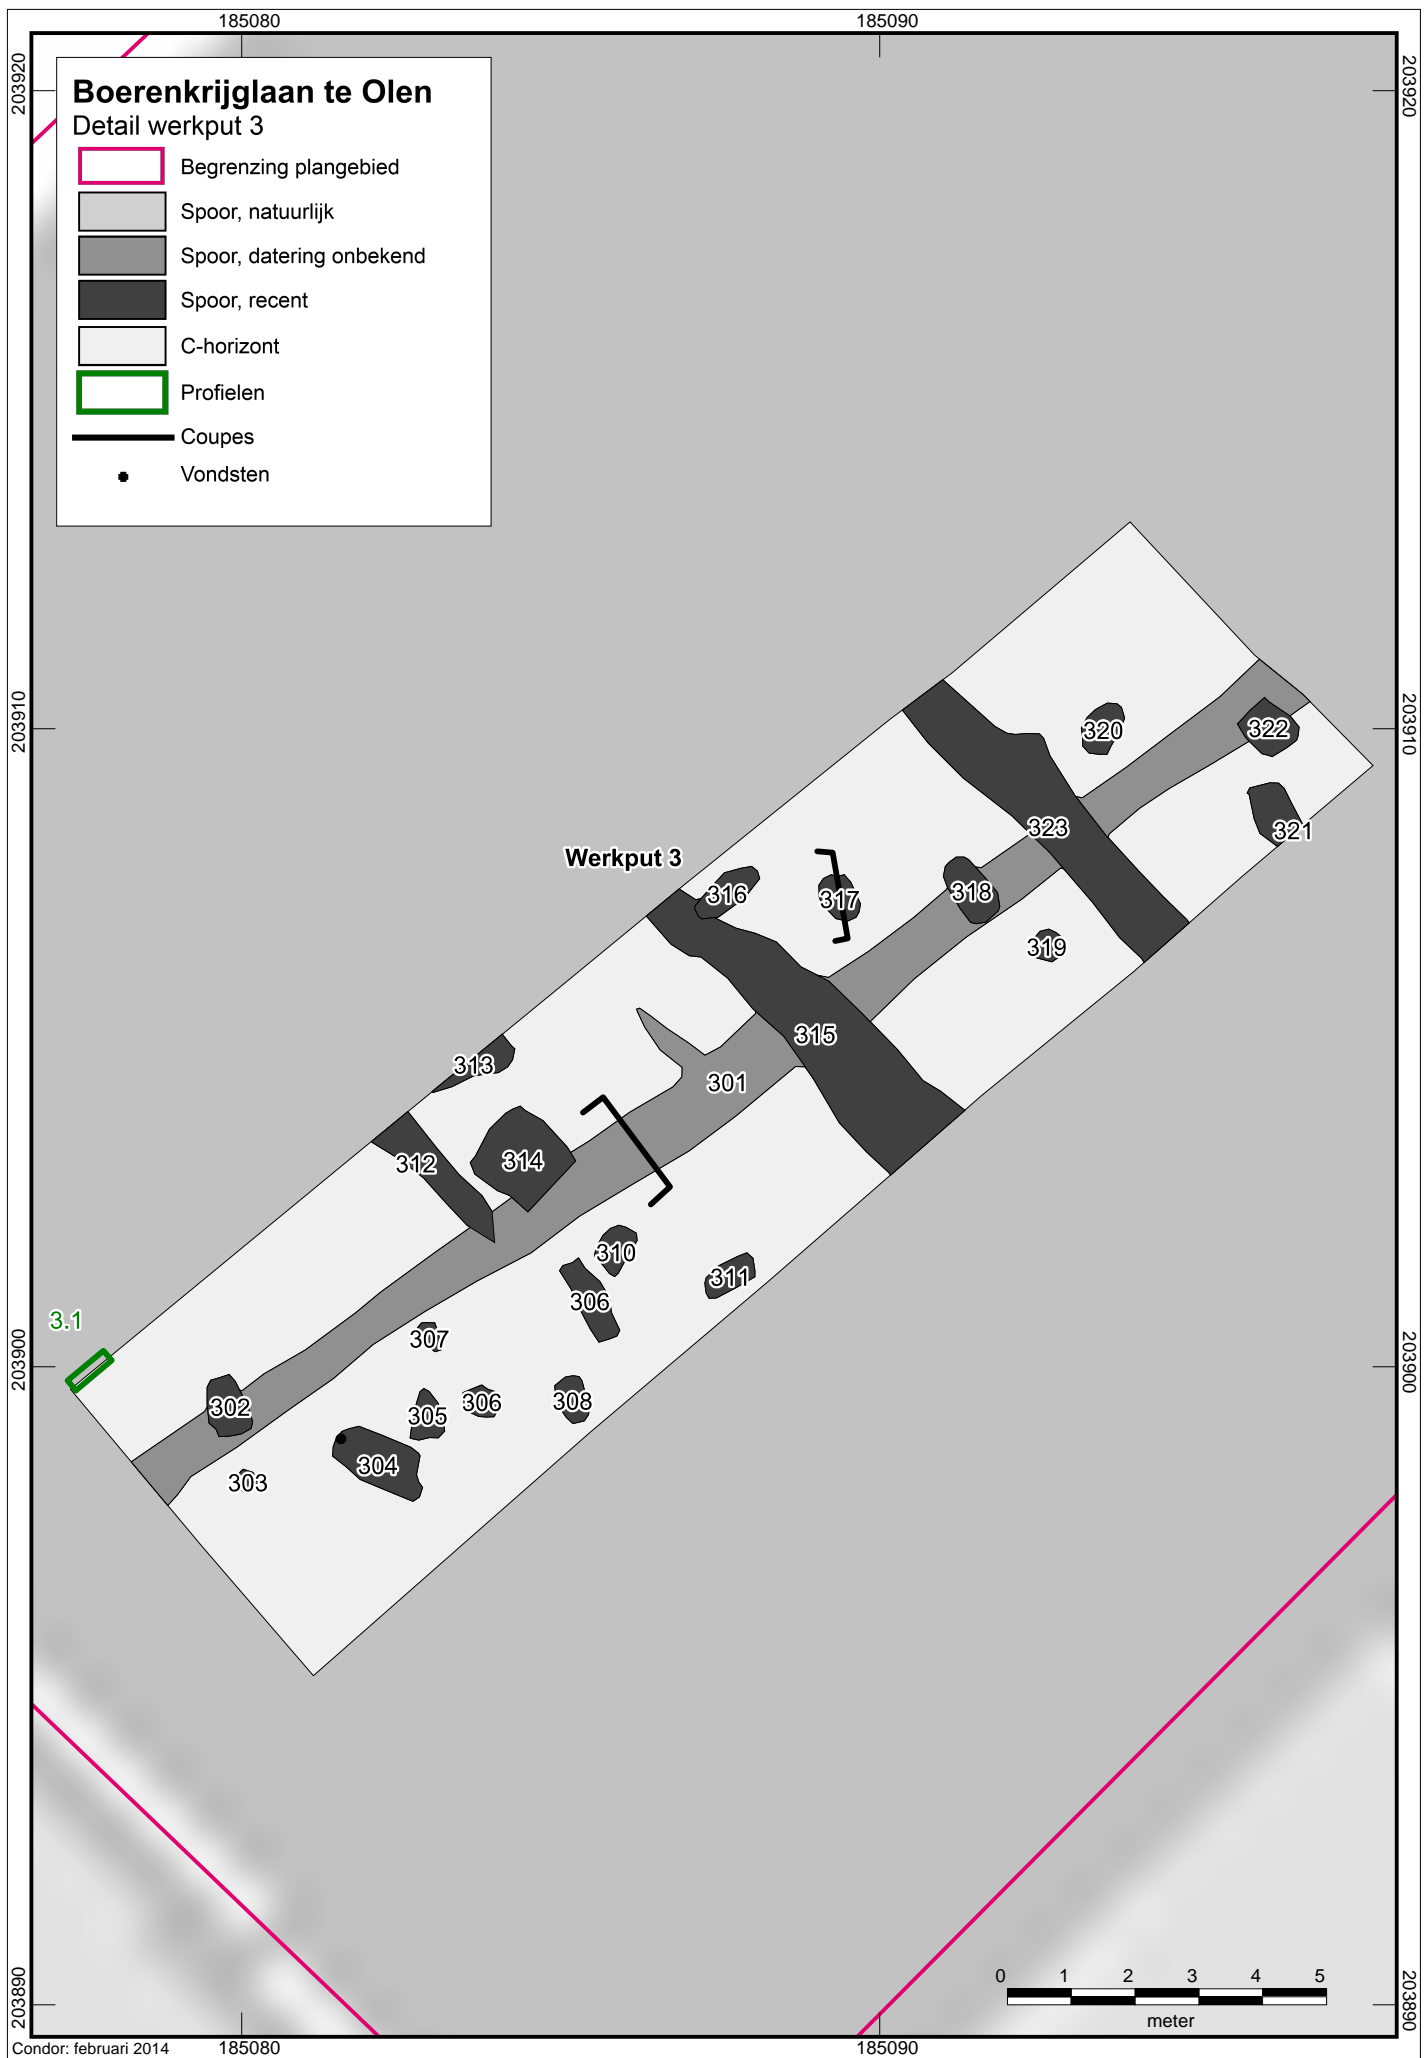 185080
185090
203920
203920
Boerenkrijglaan te Olen
Detail werkput 3
Begrenzing plangebied
Spoor, natuurlijk
Spoor, datering onbekend
Spoor, recent
C-horizont
Profielen
Coupes
Vondsten
203910
203910
320
322
323
321
Werkput 3
316
317
318
319
315
313
301
314
312
310
311
306
3.1
307
203900
203900
302
305
306
308
304
303
0 1 2 3 4 5
meter
203890
203890
Condor: februari 2014
185080
185090